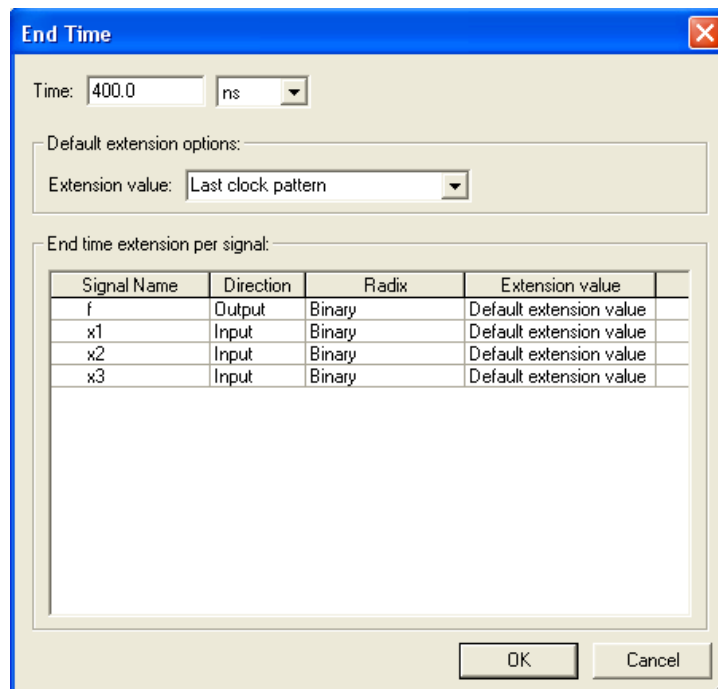 End Time
Time: 400.0 ns
Default extension options:
Extension value: Last clock pattern
End time extension per signal:
Signal Name Direction Radix Extension value
f Output Binary Default extension value
x1 Input Binary Default extension value
x2 Input Binary Default extension value
x3 Input Binary Default extension value
OK Cancel